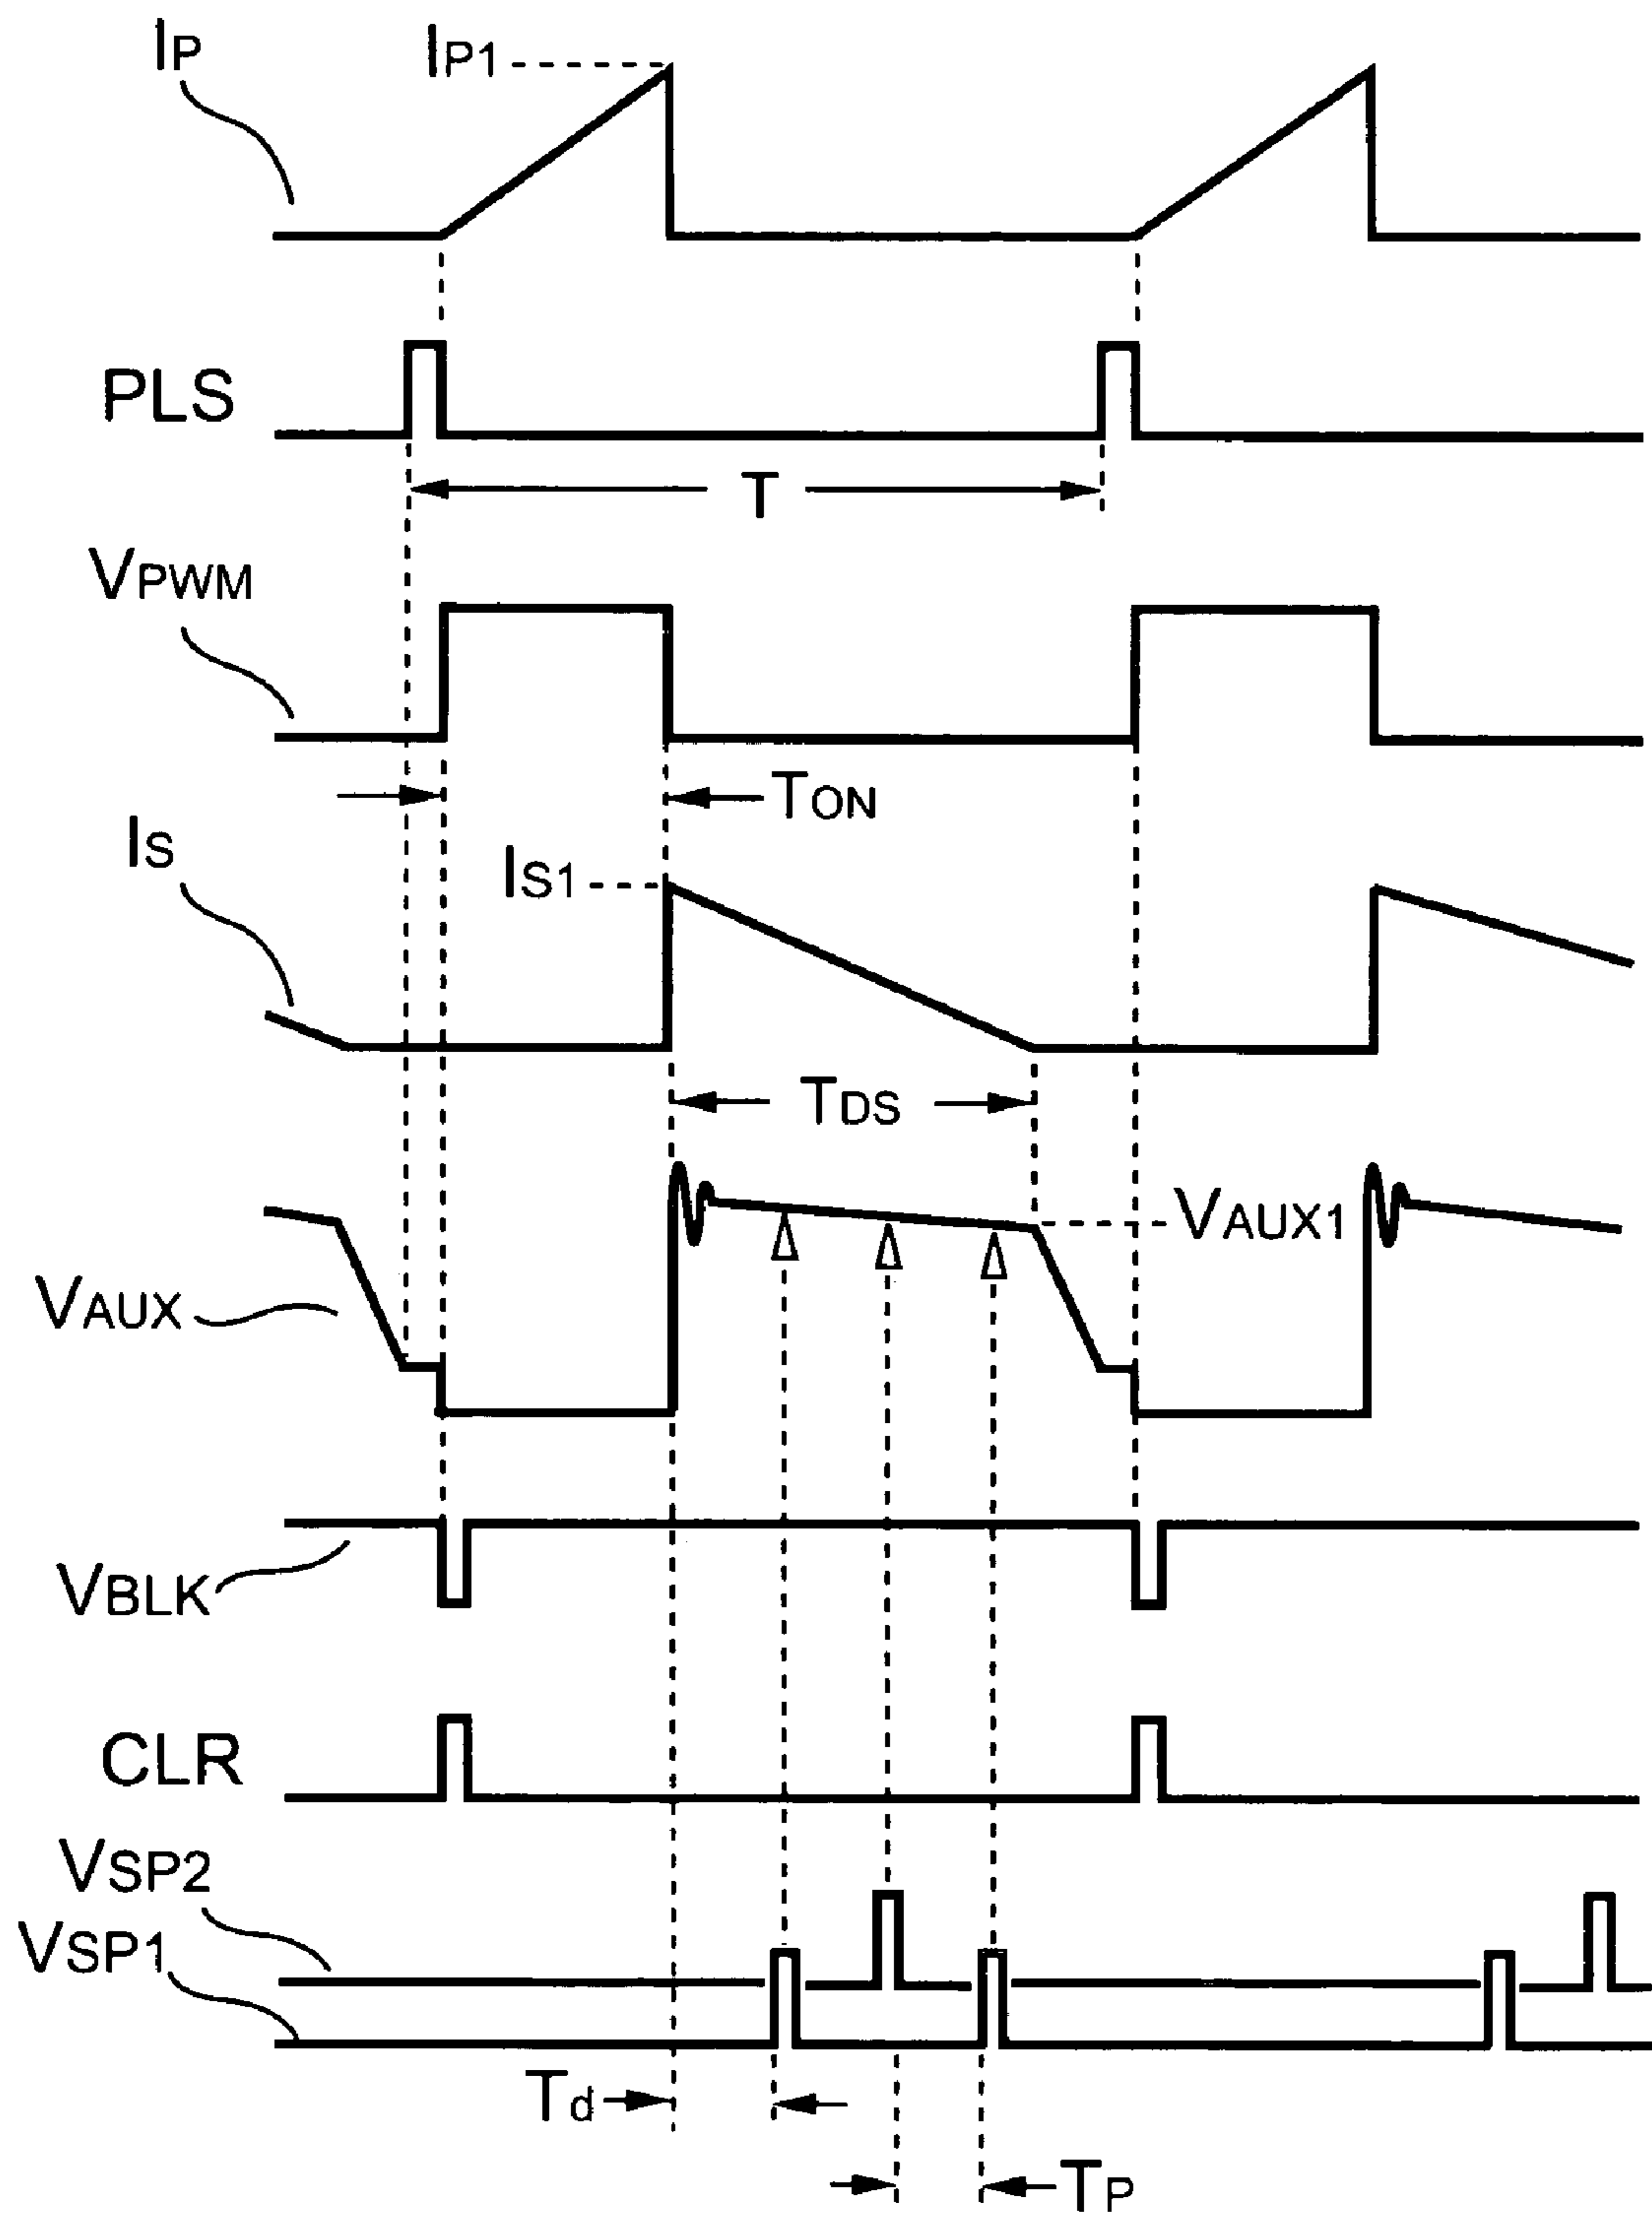 IP
IP1
PLS
T
VPWM
TON
IS
IS1
TDS
VAUX1
VAUX
VBLK
CLR
VSP2
VSP1
Td
TP